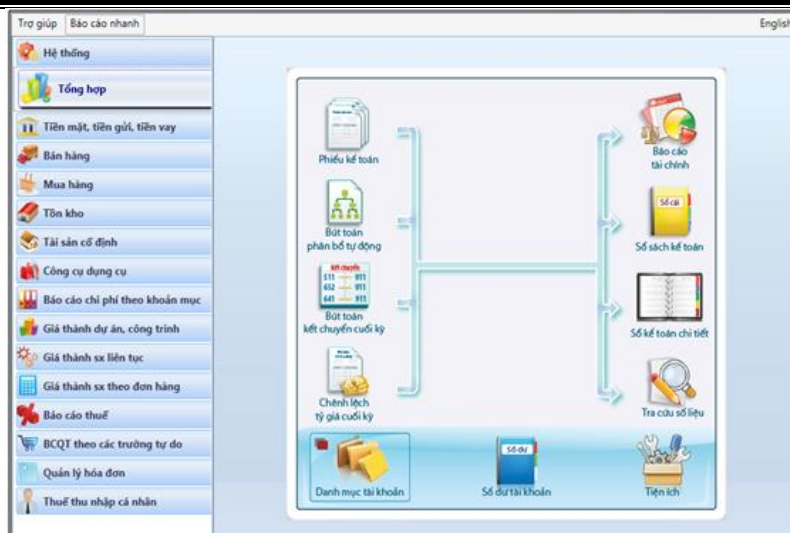 Trợ giúp Báo cáo nhanh English
Hệ thống
Tổng hợp
Tiền mặt, tiền gửi, tiền vay
Bán hàng
Mua hàng
Tồn kho
Tài sản cố định
Công cụ dụng cụ
Báo cáo chi phí theo khoản mục
Giá thành dự án, công trình
Giá thành sx liên tục
Giá thành sx theo đơn hàng
Báo cáo thuế
BCQT theo các trường tự do
Quản lý hóa đơn
Thuế thu nhập cá nhân
Phiếu kế toán
Bút toán
phân bổ tự động
Kết chuyển
511 911
632 911
641 911
Bút toán
kết chuyển cuối kỳ
Chênh lệch
tỷ giá cuối kỳ
Báo cáo
tài chính
Sổ cái
Sổ sách kế toán
Sổ kế toán chi tiết
Tra cứu số liệu
Danh mục tài khoản
Số dư
Số dư tài khoản
Tiện ích